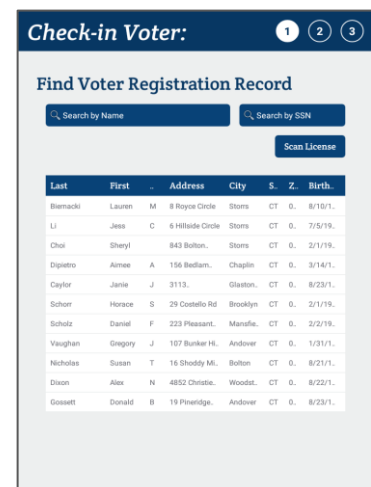 Check-in Voter: 1 2 3
Find Voter Registration Record
Search by Name Search by SSN
Scan License
Last First .. Address City S.. Z.. Birth..
Biernacki Lauren M 8 Royce Circle Storrs CT 0.. 8/10/1..
Li Jess C 6 Hillside Circle Storrs CT 0.. 7/5/19..
Choi Sheryl 843 Bolton.. Storrs CT 0.. 2/1/19..
Dipietro Aimee A 156 Bedlam.. Chaplin CT 0.. 3/14/1..
Caylor Janie J 3113.. Glaston.. CT 0.. 8/23/1..
Schorr Horace S 29 Costello Rd Brooklyn CT 0.. 2/1/19..
Scholz Daniel F 223 Pleasant.. Mansfie.. CT 0.. 2/2/19..
Vaughan Gregory J 107 Bunker Hi.. Andover CT 0.. 1/31/1..
Nicholas Susan T 16 Shoddy Mi.. Bolton CT 0.. 8/21/1..
Dixon Alex N 4852 Christie.. Woodst.. CT 0.. 8/22/1..
Gossett Donald B 19 Pineridge.. Andover CT 0.. 8/23/1..